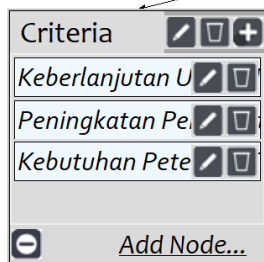 Criteria
Keberlanjutan U
Peningkatan Pe
Kebutuhan Pete
Add Node...